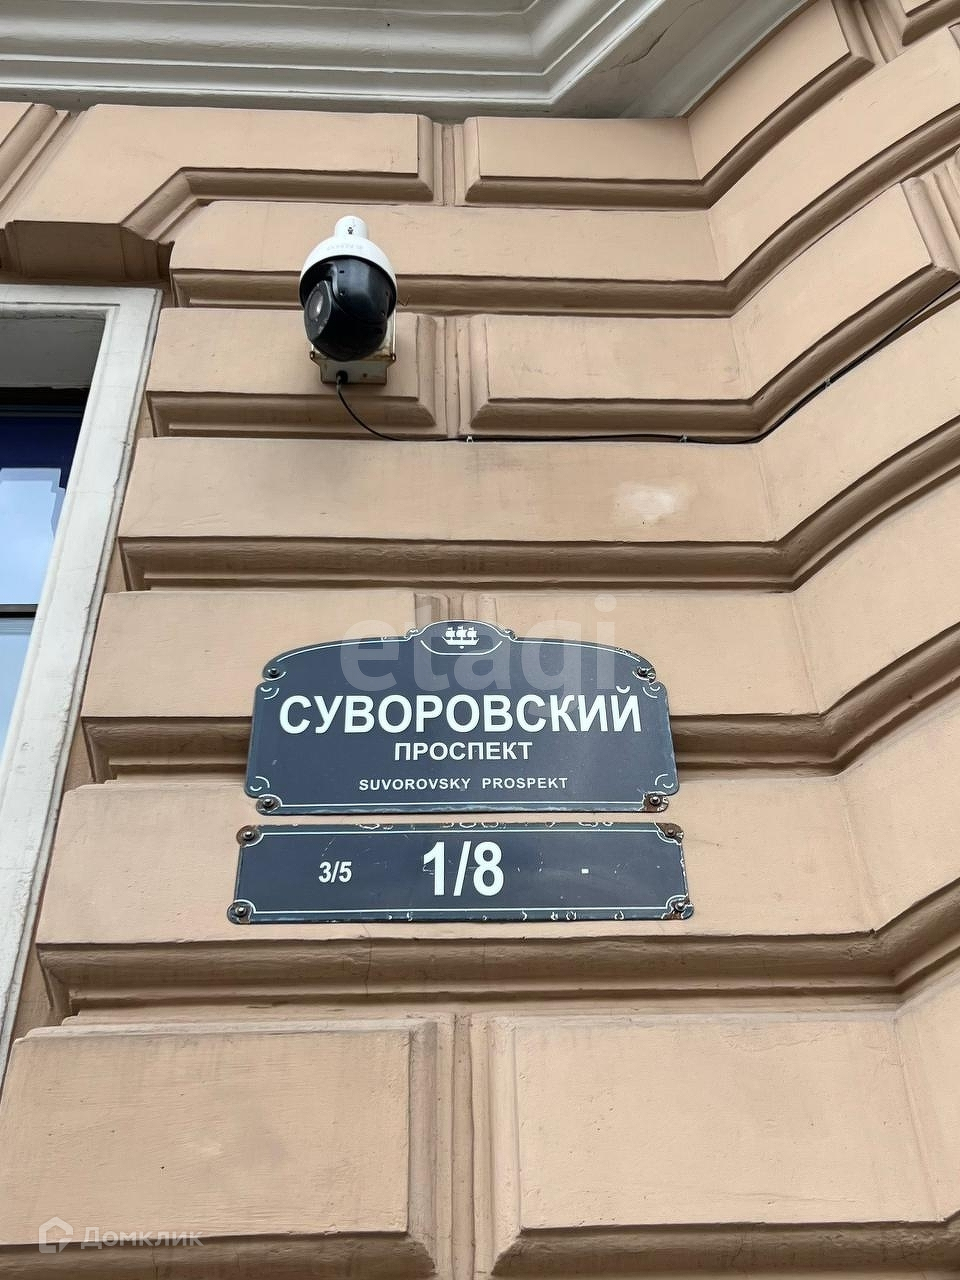 etagi
СУВОРОВСКИЙ
ПРОСПЕКТ
SUVOROVSKY PROSPEKT
3/5 1/8 -
Домклик